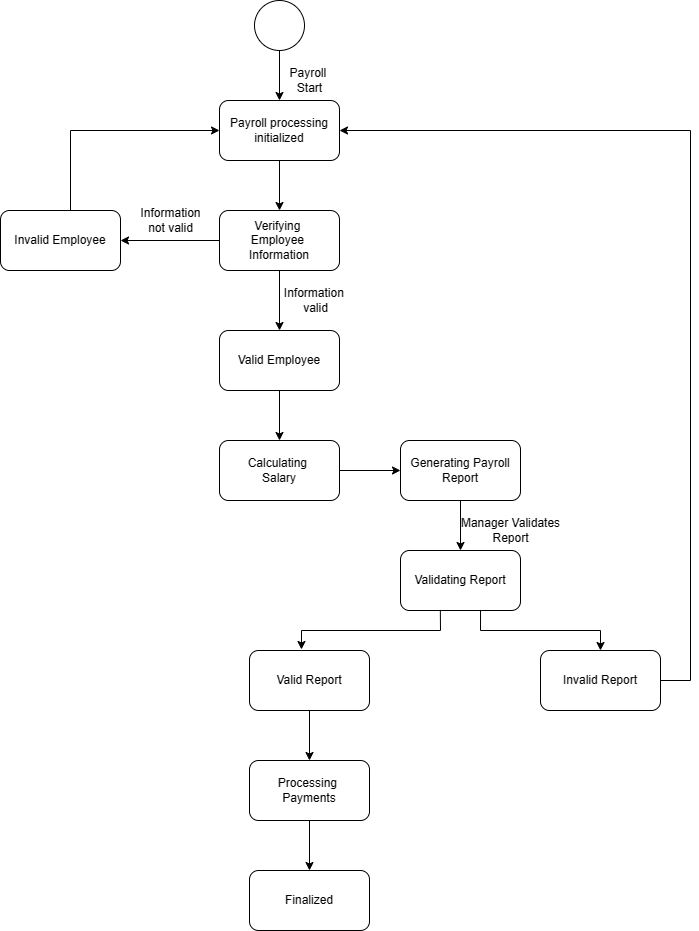 Payroll
Start
Payroll processing
initialized
Information
not valid
Invalid Employee
Verifying
Employee
Information
Information
valid
Valid Employee
Calculating
Salary
Generating Payroll
Report
Manager Validates
Report
Validating Report
Valid Report
Invalid Report
Processing
Payments
Finalized